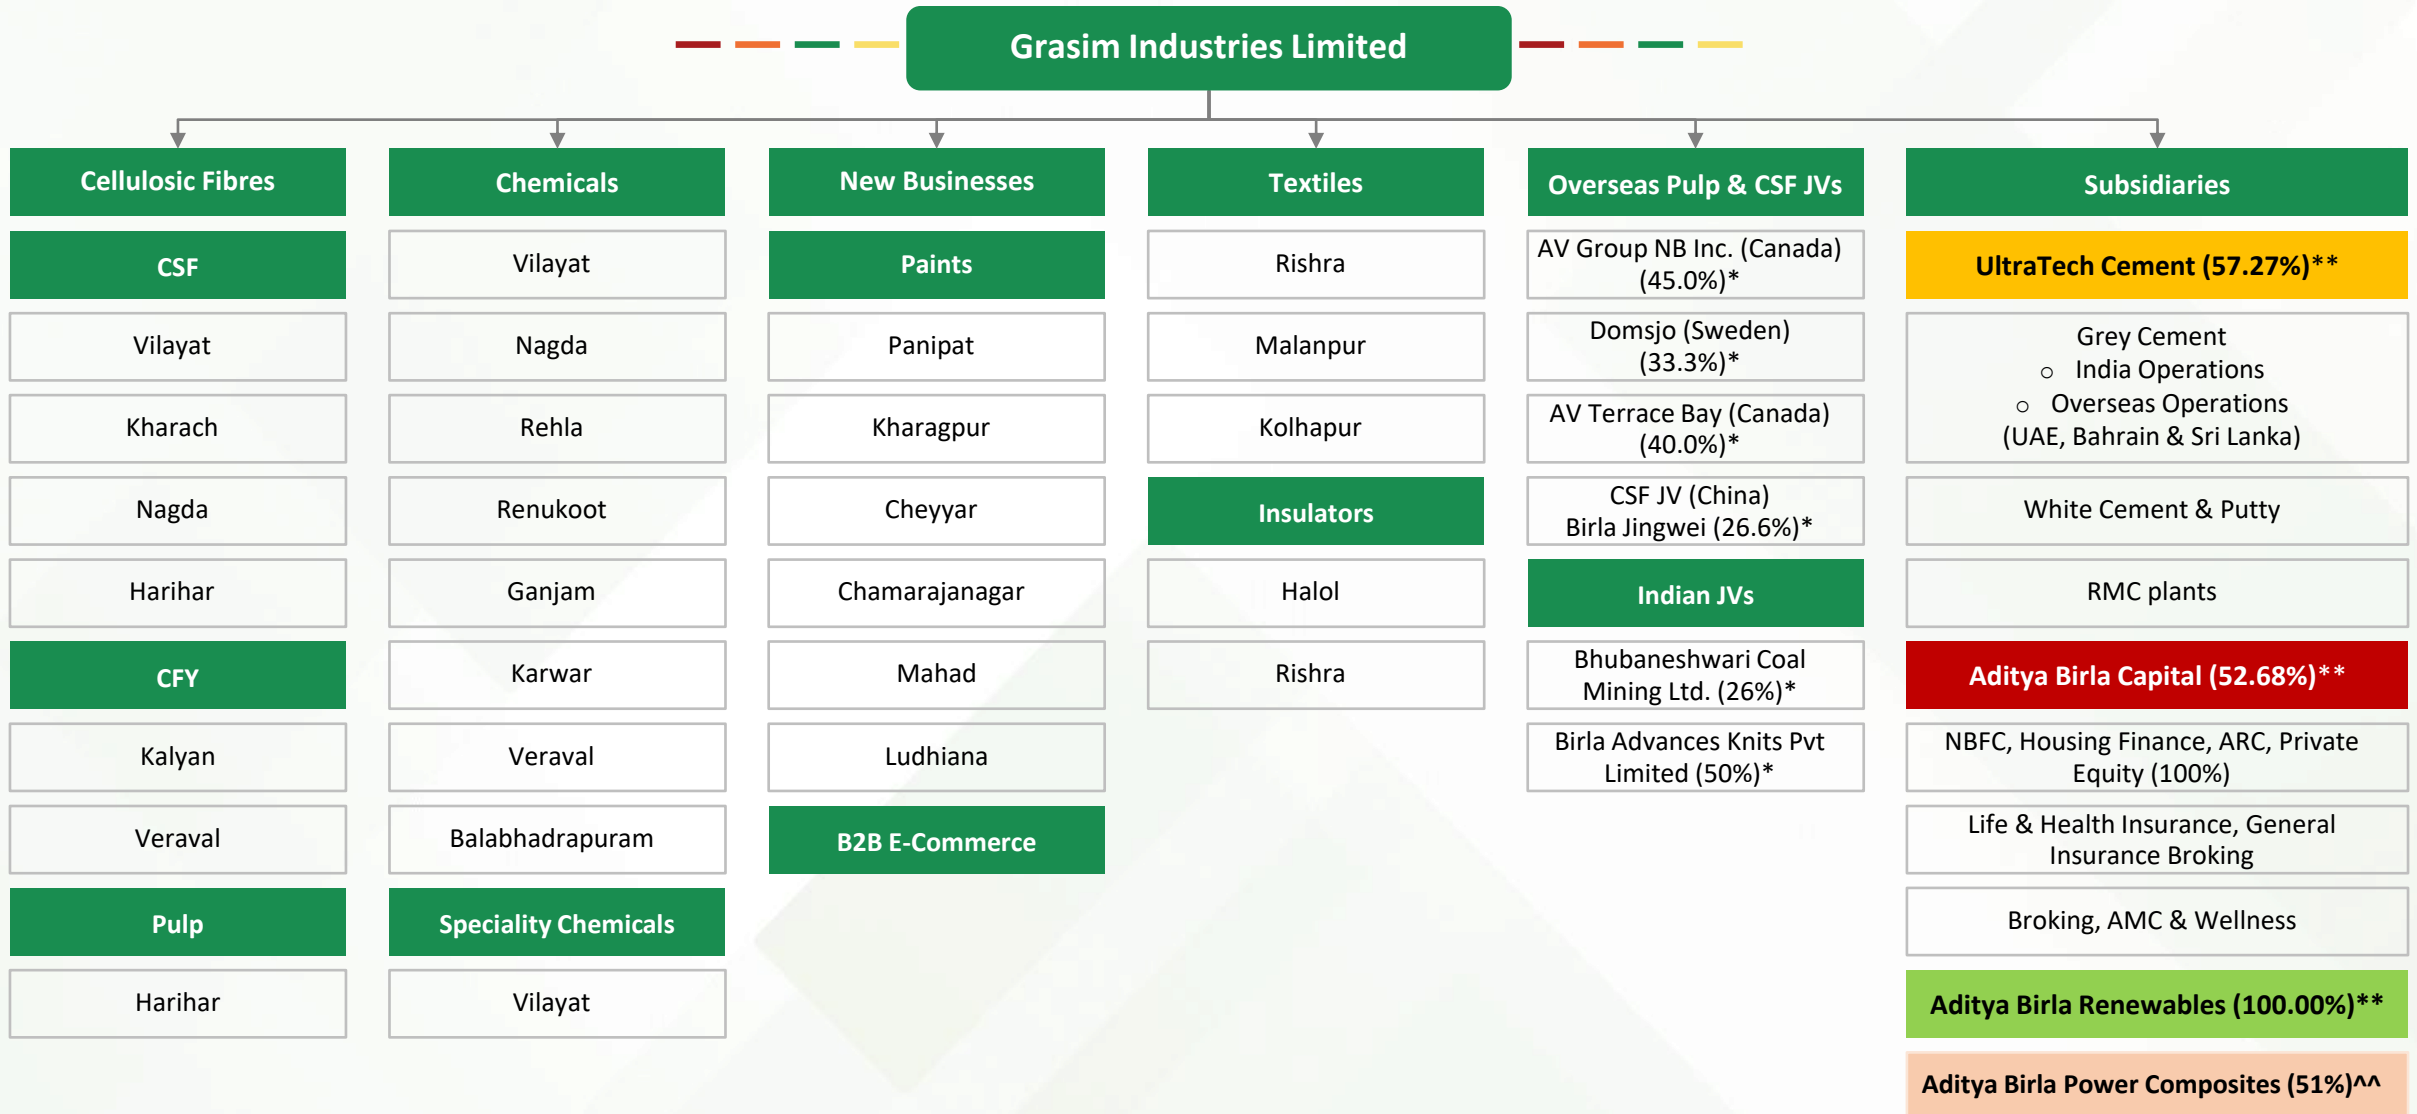 Grasim Industries Limited
Cellulosic Fibres
CSF
Vilayat
Kharach
Nagda
Harihar
CFY
Kalyan
Veraval
Pulp
Harihar
Chemicals
Vilayat
Nagda
Rehla
Renukoot
Ganjam
Karwar
Veraval
Balabhadrapuram
Speciality Chemicals
Vilayat
New Businesses
Paints
Panipat
Kharagpur
Cheyyar
Chamarajanagar
Mahad
Ludhiana
B2B E-Commerce
Textiles
Rishra
Malanpur
Kolhapur
Insulators
Halol
Rishra
Overseas Pulp & CSF JVs
AV Group NB Inc. (Canada)
(45.0%)*
Domsjo (Sweden)
(33.3%)*
AV Terrace Bay (Canada)
(40.0%)*
CSF JV (China)
Birla Jingwei (26.6%)*
Indian JVs
Bhubaneshwari Coal
Mining Ltd. (26%)*
Birla Advances Knits Pvt
Limited (50%)*
Subsidiaries
UltraTech Cement (57.27%)**
Grey Cement
o India Operations
o Overseas Operations
(UAE, Bahrain & Sri Lanka)
White Cement & Putty
RMC plants
Aditya Birla Capital (52.68%)**
NBFC, Housing Finance, ARC, Private
Equity (100%)
Life & Health Insurance, General
Insurance Broking
Broking, AMC & Wellness
Aditya Birla Renewables (100.00%)**
Aditya Birla Power Composites (51%)^^